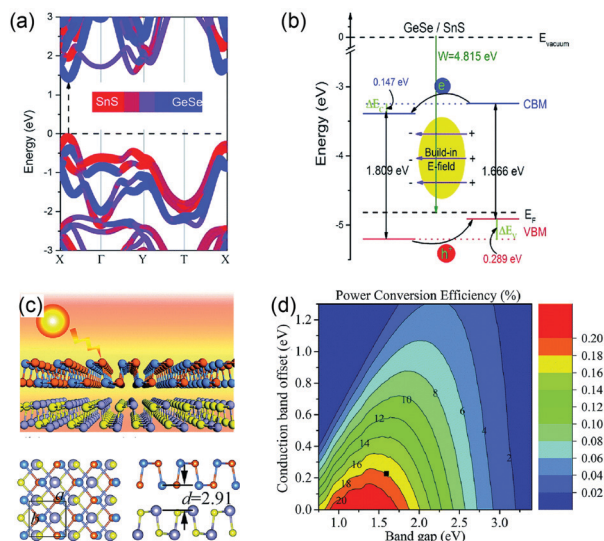 (a)
3
2
1
0
-1
-2
-3
Energy (eV)
SnS
GeSe
X Γ Y T X
(b)
GeSe / SnS
0
E_vacuum
W=4.815 eV
-3
-4
-5
Energy (eV)
0.147 eV
ΔE_C
e
CBM
+
+
+
Build-in
E-field
1.809 eV
1.666 eV
E_F
VBM
ΔE_V
h
0.289 eV
(c)
a
b
d=2.91
(d)
Power Conversion Efficiency (%)
Conduction band offset (eV)
1.2
1.0
0.8
0.6
0.4
0.2
0.0
20
18
16
14
12
10
8
6
4
2
1.0 1.5 2.0 2.5 3.0
Band gap (eV)
0.20
0.18
0.16
0.14
0.12
0.10
0.08
0.06
0.04
0.02